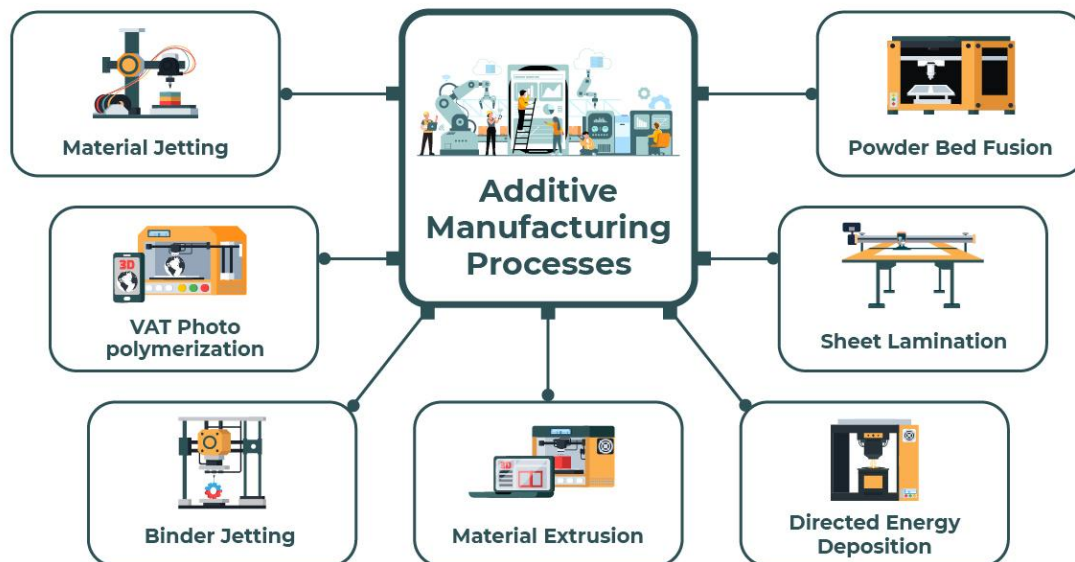 Material Jetting
Additive
Manufacturing
Processes
Powder Bed Fusion
3D
VAT Photo
polymerization
Sheet Lamination
Binder Jetting
Material Extrusion
Directed Energy
Deposition